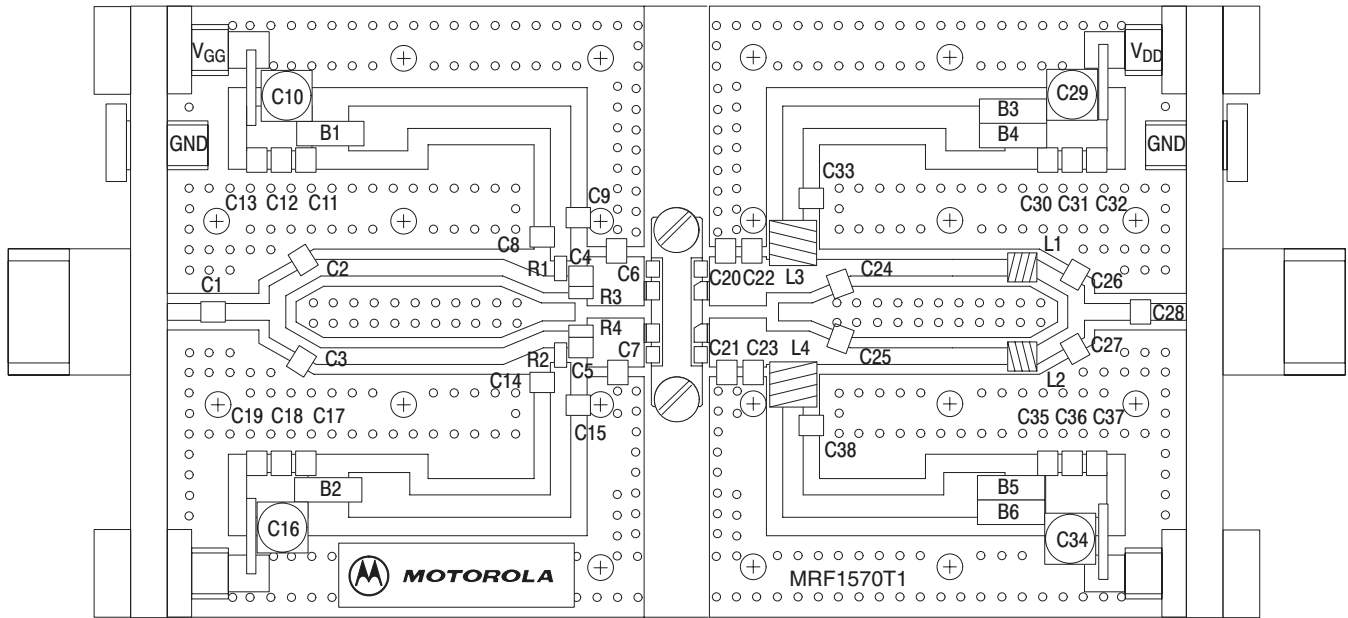 VGG VDD
C10 C29
B1 B3
B4
GND GND
C33
C13 C12 C11 C9 C30 C31 C32
C8 C4 L1
C2 R1 C6 C20 C22 L3 C24 C26
C1 R3 C28
R4
C3 R2 C7 C21 C23 L4 C25 C27
C14 C5 L2
C19 C18 C17 C15 C35 C36 C37
C38
B2 B5
B6
C16 C34
MOTOROLA MRF1570T1